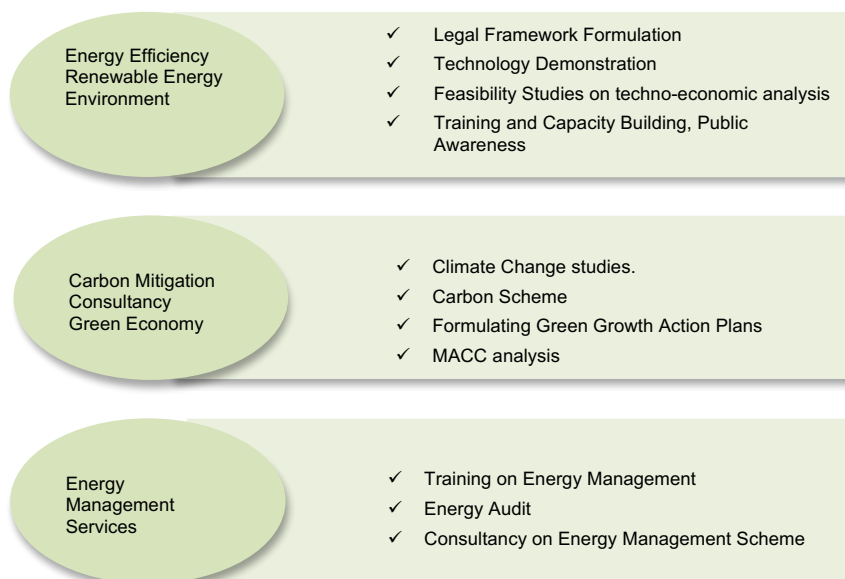 Energy Efficiency
Renewable Energy
Environment
✓ Legal Framework Formulation
✓ Technology Demonstration
✓ Feasibility Studies on techno-economic analysis
✓ Training and Capacity Building, Public
Awareness
Carbon Mitigation
Consultancy
Green Economy
✓ Climate Change studies.
✓ Carbon Scheme
✓ Formulating Green Growth Action Plans
✓ MACC analysis
Energy
Management
Services
✓ Training on Energy Management
✓ Energy Audit
✓ Consultancy on Energy Management Scheme